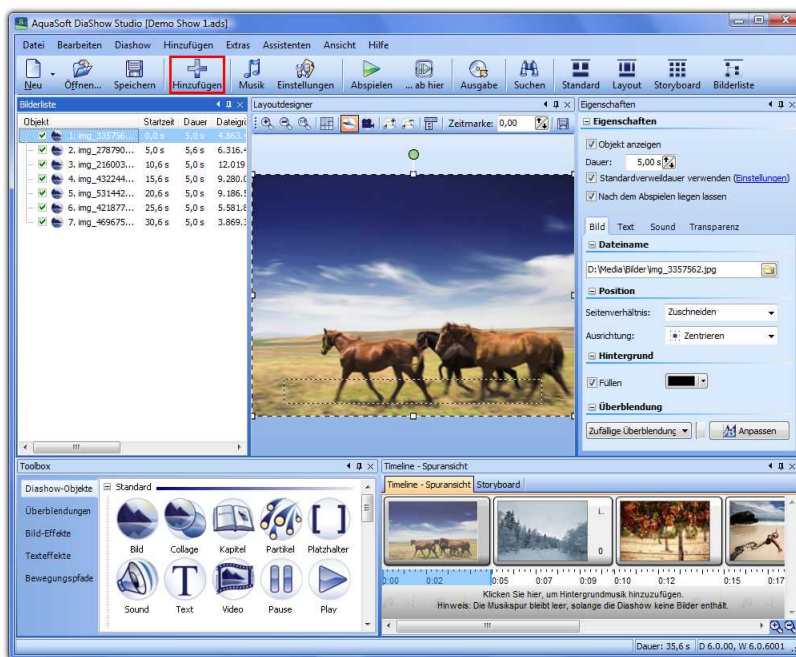 AquaSoft DiaShow Studio [Demo Show 1.ads]
Datei Bearbeiten Diashow Hinzufügen Extras Assistenten Ansicht Hilfe
Neu Öffnen... Speichern Hinzufügen Musik Einstellungen Abspielen ... ab hier Ausgabe Suchen Standard Layout Storyboard Bilderliste
Bilderliste
Objekt Startzeit Dauer Dateigrö
1. img_335756... 0,0 s 5,0 s 4.863.
2. img_278790... 5,0 s 5,6 s 6.316.4
3. img_216003... 10,6 s 5,0 s 12.019
4. img_432244... 15,6 s 5,0 s 9.280.0
5. img_531442... 20,6 s 5,0 s 9.186.5
6. img_421877... 25,6 s 5,0 s 5.581.8
7. img_469675... 30,6 s 5,0 s 3.869.3
Layoutdesigner
Zeitmarke: 0,00
Eigenschaften
Eigenschaften
Objekt anzeigen
Dauer: 5,00 s
Standardverweildauer verwenden (Einstellungen)
Nach dem Abspielen liegen lassen
Bild Text Sound Transparenz
Dateiname
D:\Media\Bilder\img_3357562.jpg
Position
Seitenverhältnis: Zuschneiden
Ausrichtung: Zentrieren
Hintergrund
Füllen
Überblendung
Zufällige Überblendung Anpassen
Toolbox
Diashow-Objekte
Überblendungen
Bild-Effekte
Texteffekte
Bewegungspfade
Standard
Bild Collage Kapitel Partikel Platzhalter
Sound Text Video Pause Play
Timeline - Spuransicht
Timeline - Spuransicht Storyboard
0:00 0:02 0:05 0:07 0:09 0:10 0:12 0:15 0:17
Klicken Sie hier, um Hintergrundmusik hinzuzufügen.
Hinweis: Die Musikspur bleibt leer, solange die Diashow keine Bilder enthält.
Dauer: 35,6 s D 6.0.00, W 6.0.6001